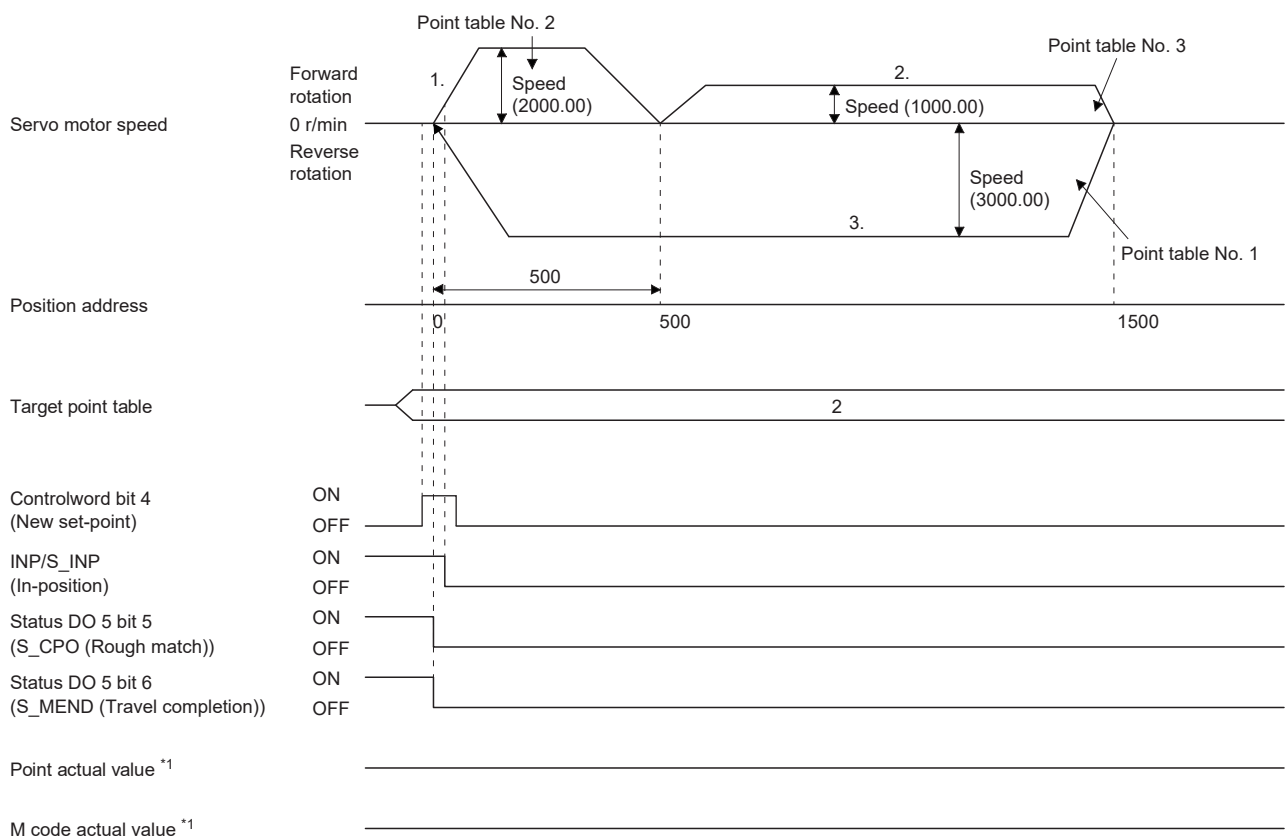 Point table No. 2
Point table No. 3
Forward
rotation
1.
Speed
(2000.00)
2.
Speed (1000.00)
Servo motor speed
0 r/min
Reverse
rotation
Speed
(3000.00)
3.
Point table No. 1
500
Position address
0
500
1500
Target point table
2
Controlword bit 4
(New set-point)
ON
OFF
INP/S_INP
(In-position)
ON
OFF
Status DO 5 bit 5
(S_CPO (Rough match))
ON
OFF
Status DO 5 bit 6
(S_MEND (Travel completion))
ON
OFF
Point actual value *1
M code actual value *1